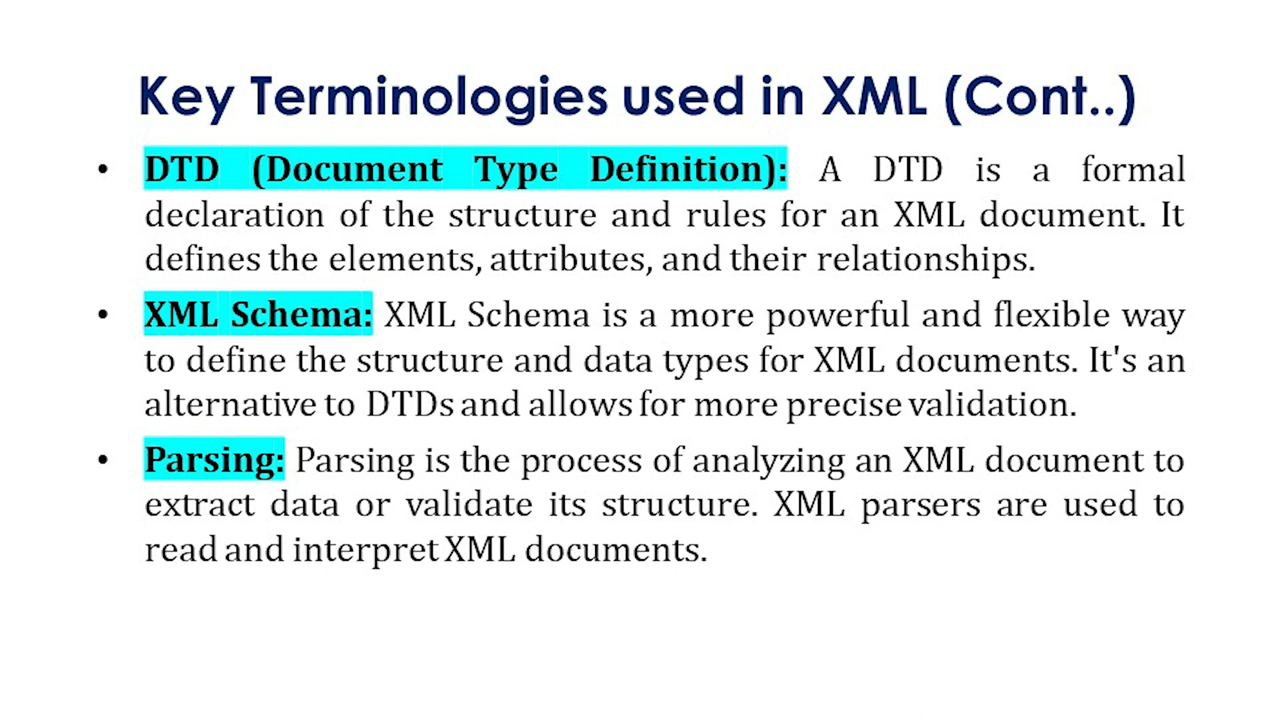 Key Terminologies used in XML (Cont..)
• DTD (Document Type Definition): A DTD is a formal
declaration of the structure and rules for an XML document. It
defines the elements, attributes, and their relationships.
• XML Schema: XML Schema is a more powerful and flexible way
to define the structure and data types for XML documents. It's an
alternative to DTDs and allows for more precise validation.
• Parsing: Parsing is the process of analyzing an XML document to
extract data or validate its structure. XML parsers are used to
read and interpret XML documents.